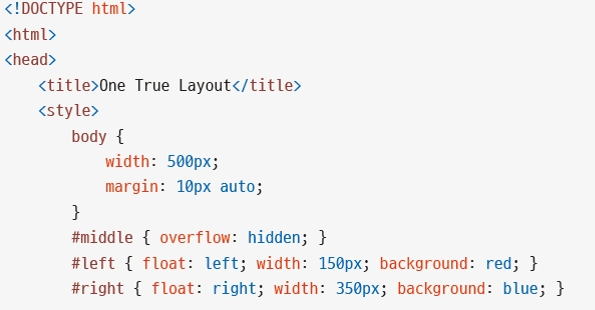 <!DOCTYPE html>
<html>
<head>
    <title>One True Layout</title>
    <style>
        body {
            width: 500px;
            margin: 10px auto;
        }
        #middle { overflow: hidden; }
        #left { float: left; width: 150px; background: red; }
        #right { float: right; width: 350px; background: blue; }